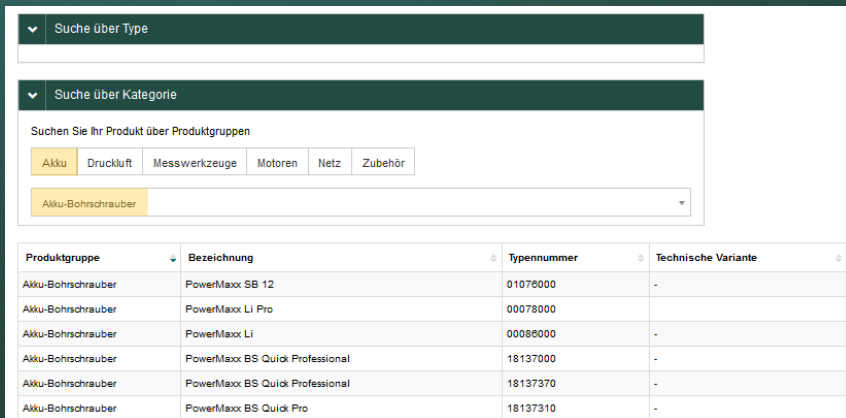 Suche über Type
Suche über Kategorie
Suchen Sie Ihr Produkt über Produktgruppen
Akku Druckluft Messwerkzeuge Motoren Netz Zubehör
Akku-Bohrschrauber
Produktgruppe Bezeichnung Typennummer Technische Variante
Akku-Bohrschrauber PowerMaxx SB 12 01076000 -
Akku-Bohrschrauber PowerMaxx Li Pro 00078000
Akku-Bohrschrauber PowerMaxx Li 00086000 -
Akku-Bohrschrauber PowerMaxx BS Quick Professional 18137000 -
Akku-Bohrschrauber PowerMaxx BS Quick Professional 18137370 -
Akku-Bohrschrauber PowerMaxx BS Quick Pro 18137310 -